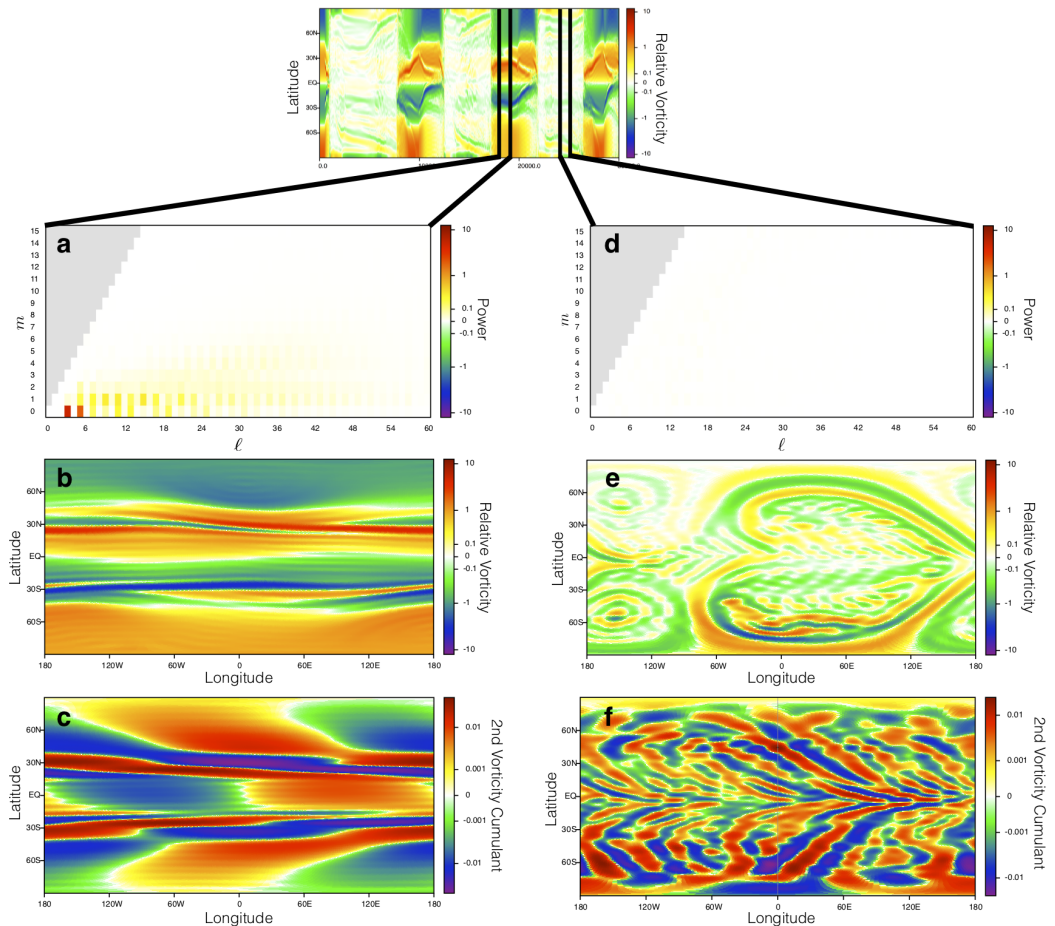 Latitude
60N
30N
EQ
30S
60S
0.0
20000.0
10
1
0.1
0
-0.1
-1
-10
Relative Vorticity
a
m
15
14
13
12
11
10
9
8
7
6
5
4
3
2
1
0
0 6 12 18 24 30 36 42 48 54 60
ℓ
10
1
0.1
0
-0.1
-1
-10
Power
d
m
15
14
13
12
11
10
9
8
7
6
5
4
3
2
1
0
0 6 12 18 24 30 36 42 48 54 60
ℓ
10
1
0.1
0
-0.1
-1
-10
Power
b
Latitude
60N
30N
EQ
30S
60S
180 120W 60W 0 60E 120E 180
Longitude
10
1
0.1
0
-0.1
-1
-10
Relative Vorticity
e
Latitude
60N
30N
EQ
30S
60S
180 120W 60W 0 60E 120E 180
Longitude
10
1
0.1
0
-0.1
-1
-10
Relative Vorticity
c
Latitude
60N
30N
EQ
30S
60S
180 120W 60W 0 60E 120E 180
Longitude
0.01
0.001
0
-0.001
-0.01
2nd Vorticity Cumulant
f
Latitude
60N
30N
EQ
30S
60S
180 120W 60W 0 60E 120E 180
Longitude
0.01
0.001
0
-0.001
-0.01
2nd Vorticity Cumulant